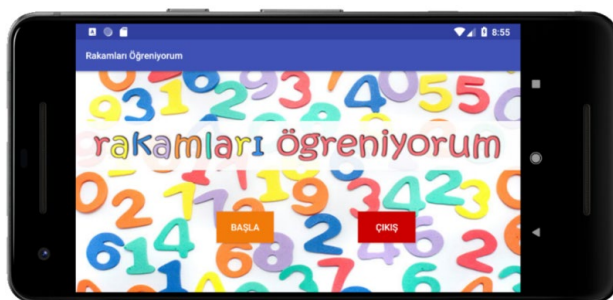 8:55
Rakamları Öğreniyorum
rakamları öğreniyorum
BAŞLA
ÇIKIŞ